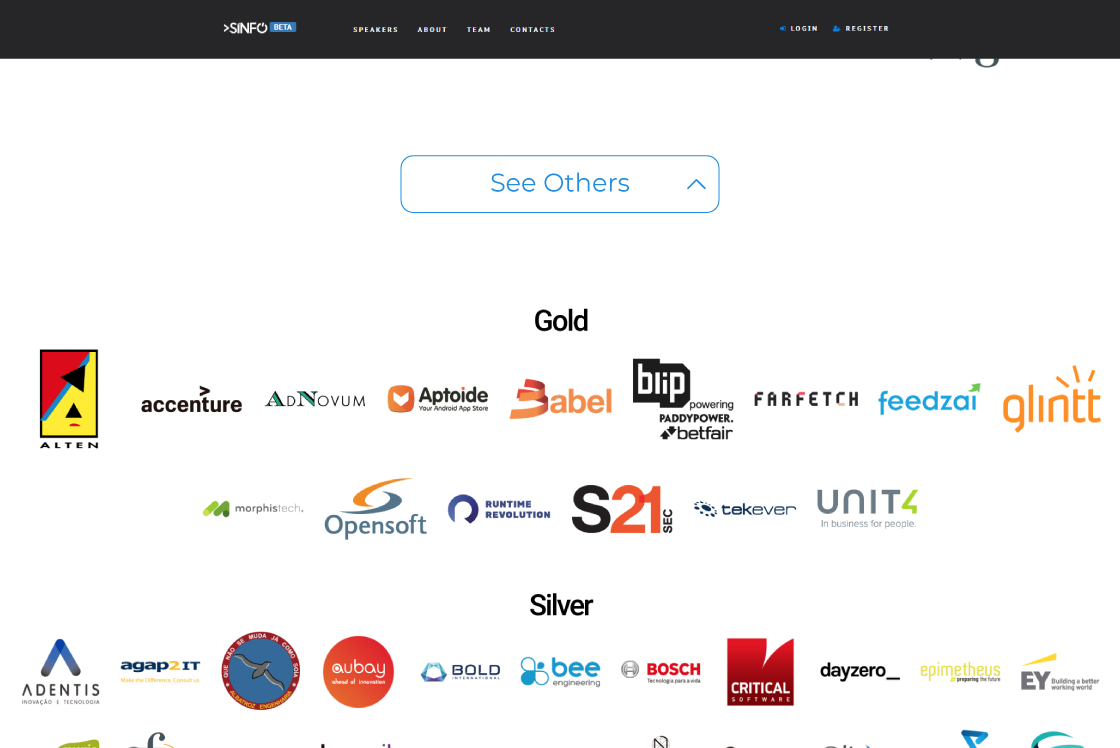 >SINFO BETA
SPEAKERS ABOUT TEAM CONTACTS
LOGIN REGISTER
See Others
Gold
ALTEN
accenture
ADNOVUM
Aptoide
Your Android App Store
Babel
blip
powering
PADDYPOWER.
betfair
FARFETCH
feedzai
glintt
morphistech.
Opensoft
RUNTIME
REVOLUTION
S21
SEC
tekever
UNIT4
In business for people.
Silver
ADENTIS
INOVAÇÃO E TECNOLOGIA
agap2IT
Make the Difference. Consult us.
QUE NÃO SE MUDA JÁ COMO SOÍA
ALBATROZ ENGENHARIA
aubay
ahead of innovation
BOLD
INTERNATIONAL
bee
engineering
BOSCH
Tecnologia para a vida
CRITICAL
SOFTWARE
dayzero_
epimetheus
preparing the future
EY
Building a better
working world